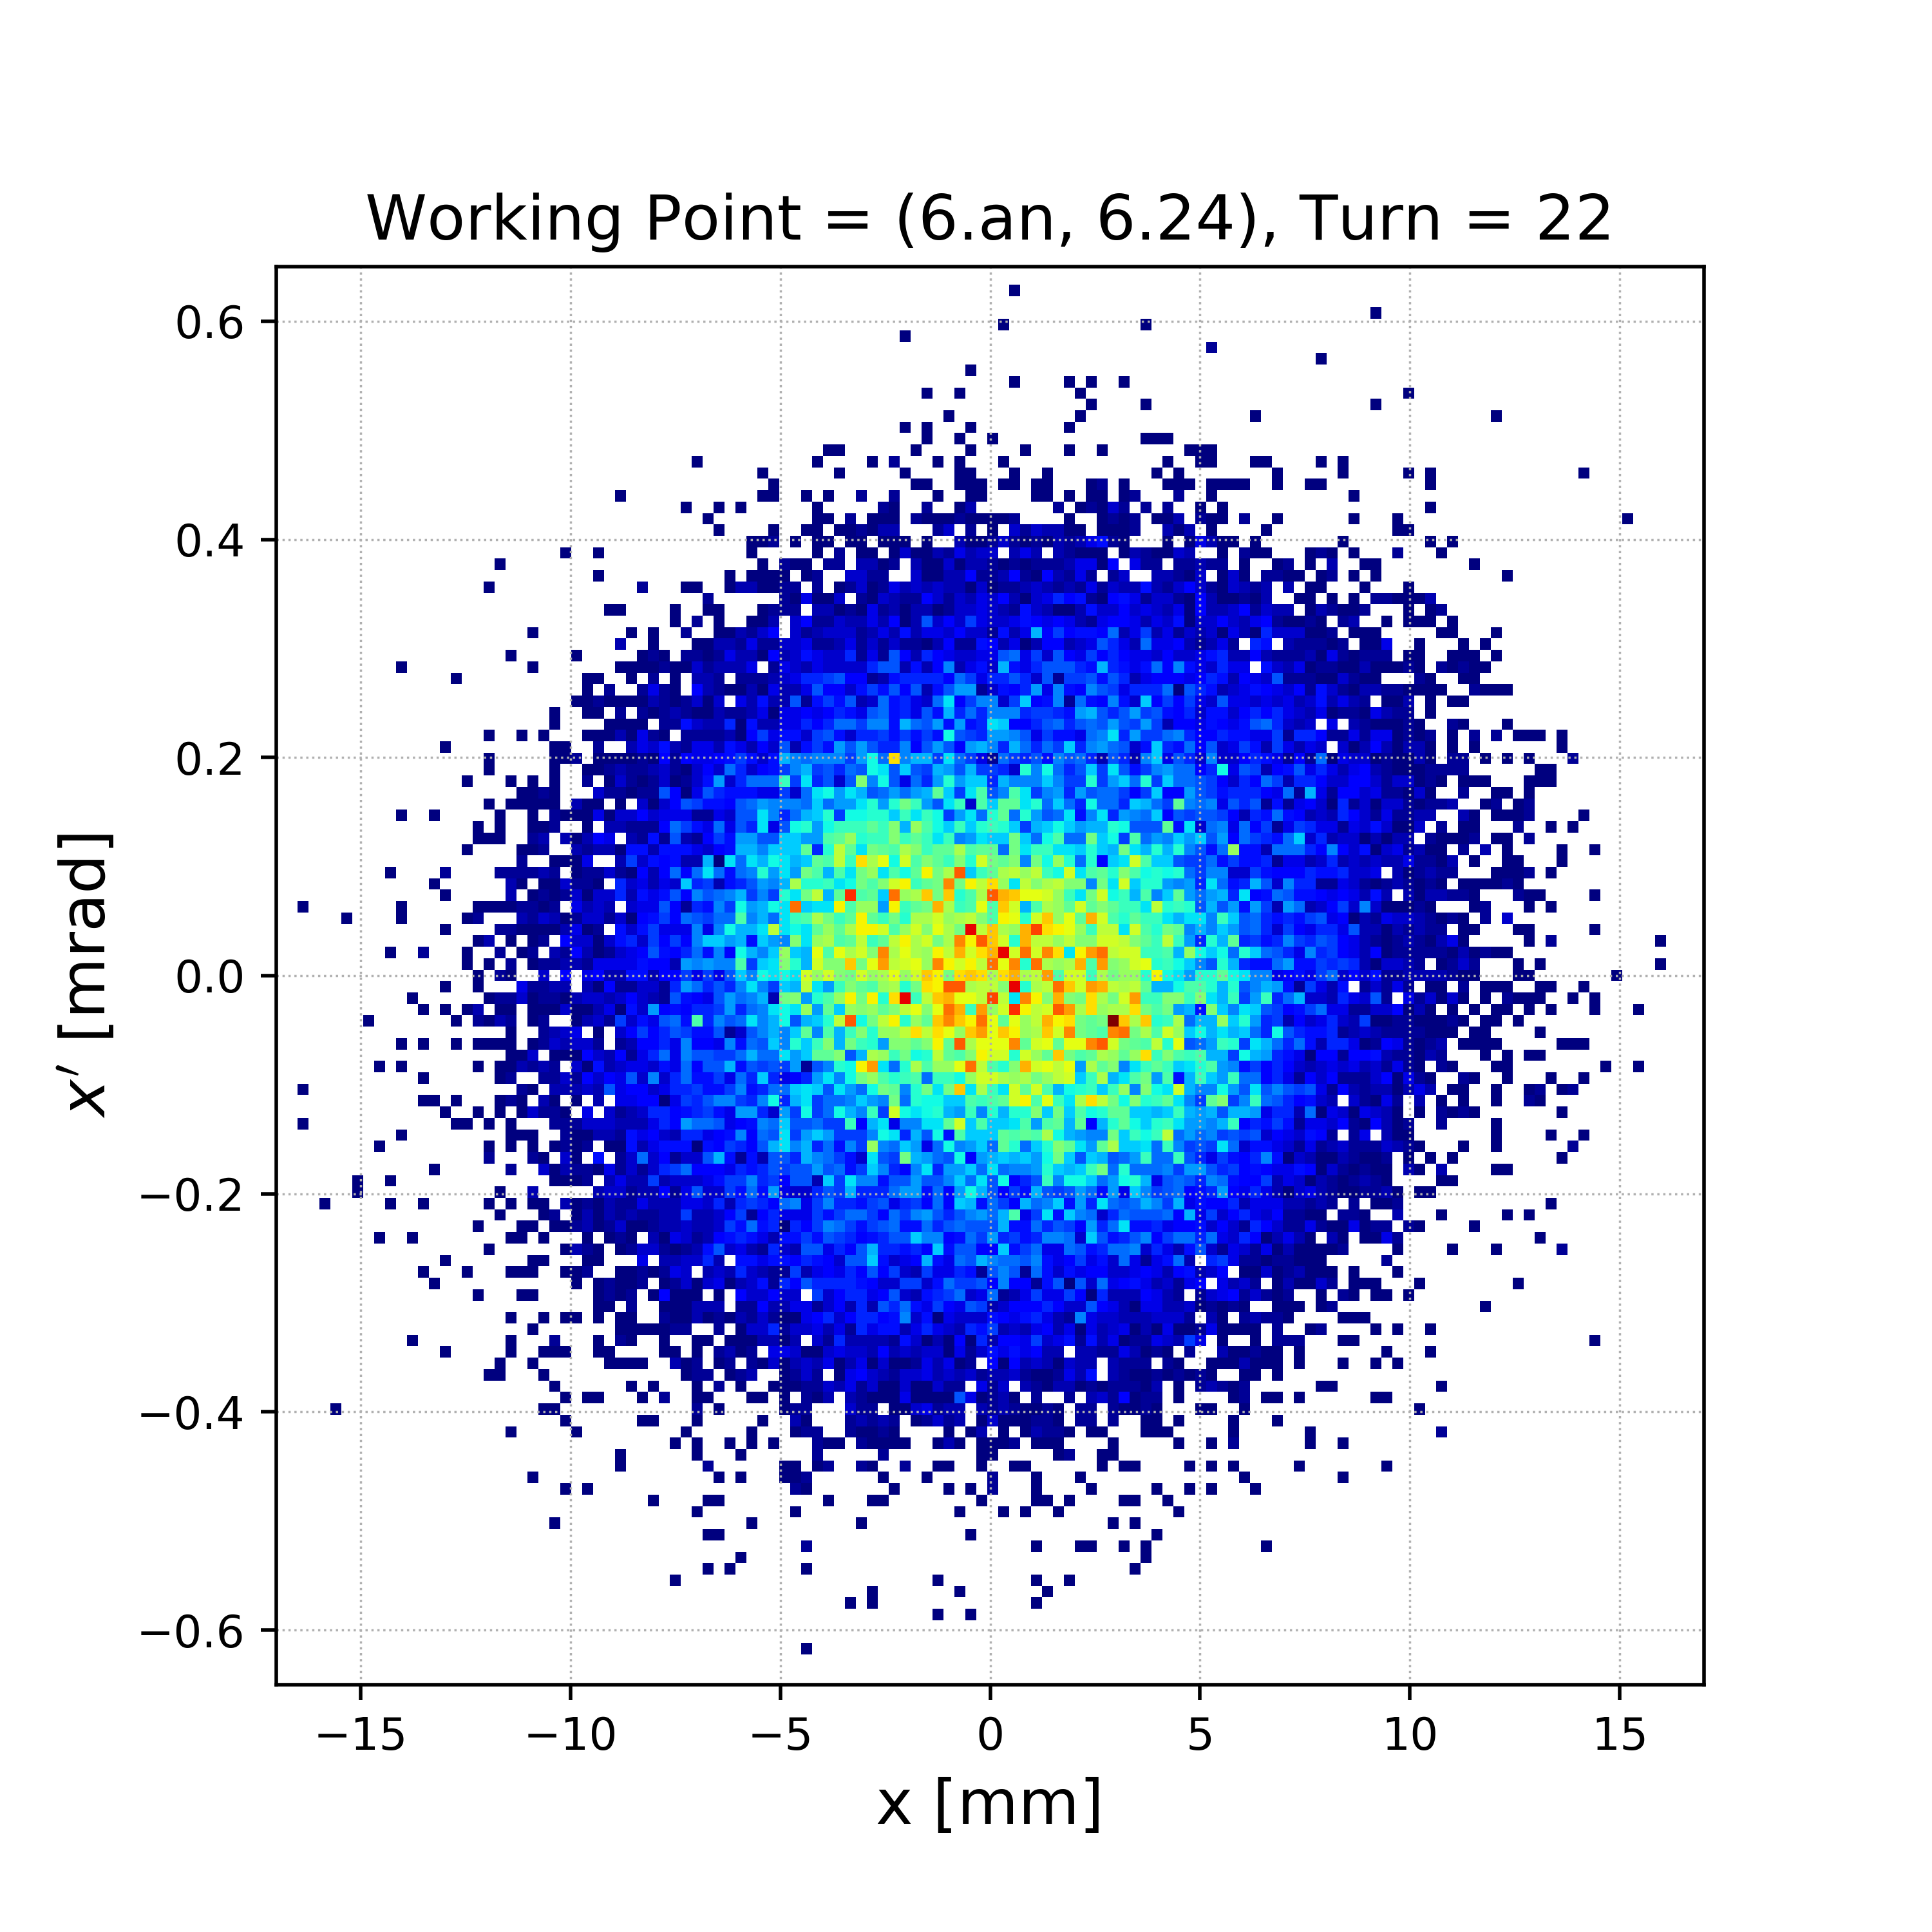 Working Point = (6.an, 6.24), Turn = 22
0.6
0.4
0.2
0.0
−0.2
−0.4
−0.6
x′ [mrad]
−15 −10 −5 0 5 10 15
x [mm]